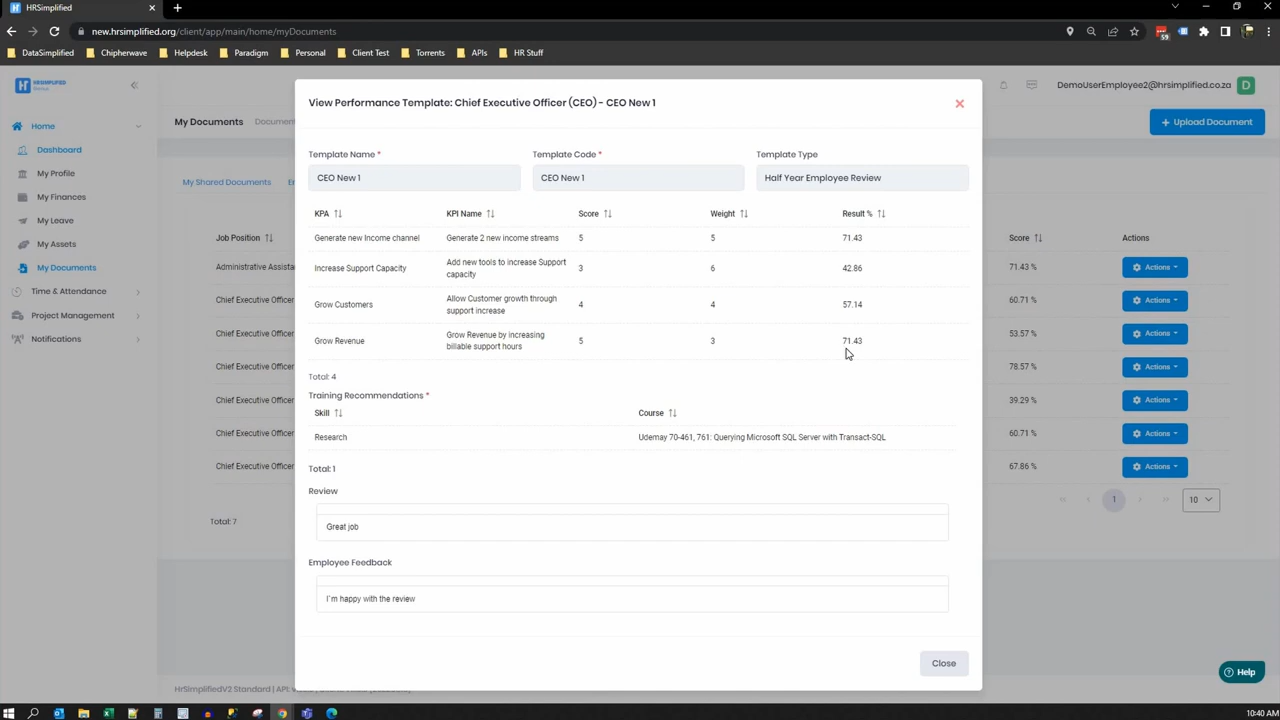 HRSimplified
new.hrsimplified.org/client/app/main/home/myDocuments
59
DataSimplified
Chipherwave
Helpdesk
Paradigm
Personal
Client Test
Torrents
APIs
HR Stuff
HRSIMPLIFIED
DemoUserEmployee2@hrsimplified.co.za
D
Home
Dashboard
My Profile
My Finances
My Leave
My Assets
My Documents
Time & Attendance
Project Management
Notifications
My Documents
Document
Upload Document
My Shared Documents
Job Position
Score
Actions
Administrative Assista
71.43 %
Actions
Chief Executive Officer
60.71 %
Actions
Chief Executive Officer
53.57 %
Actions
Chief Executive Officer
78.57 %
Actions
Chief Executive Officer
39.29 %
Actions
Chief Executive Officer
60.71 %
Actions
Chief Executive Officer
67.86 %
Actions
Total: 7
1
10
View Performance Template: Chief Executive Officer (CEO) - CEO New 1
Template Name *
Template Code *
Template Type
CEO New 1
CEO New 1
Half Year Employee Review
KPA
KPI Name
Score
Weight
Result %
Generate new Income channel
Generate 2 new income streams
5
5
71.43
Increase Support Capacity
Add new tools to increase Support
capacity
3
6
42.86
Grow Customers
Allow Customer growth through
support increase
4
4
57.14
Grow Revenue
Grow Revenue by increasing
billable support hours
5
3
71.43
Total: 4
Training Recommendations *
Skill
Course
Research
Udemay 70-461, 761: Querying Microsoft SQL Server with Transact-SQL
Total: 1
Review
Great job
Employee Feedback
I'm happy with the review
Close
Help
HrSimplifiedV2 Standard | API:
10:40 AM